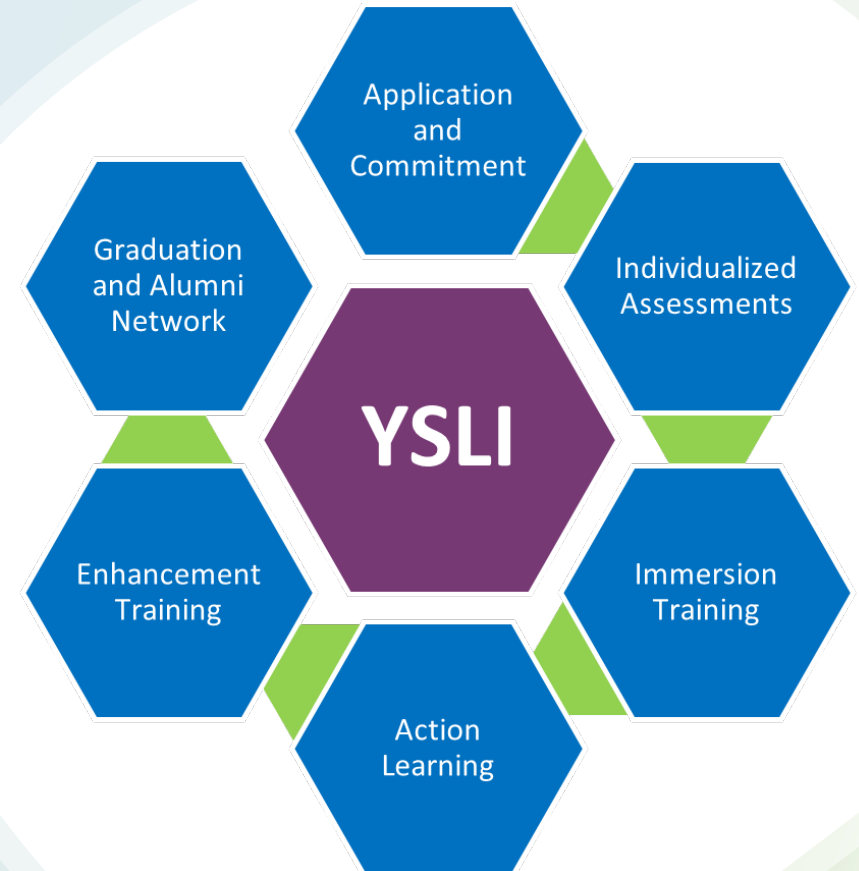 Application
and
Commitment
Individualized
Assessments
Immersion
Training
Action
Learning
Enhancement
Training
Graduation
and Alumni
Network
YSLI